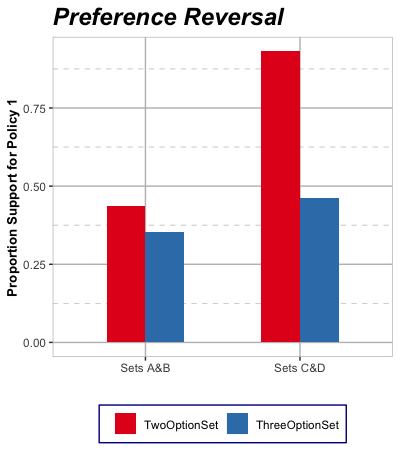 Preference Reversal
Proportion Support for Policy 1
0.75
0.50
0.25
0.00
Sets A&B Sets C&D
TwoOptionSet ThreeOptionSet